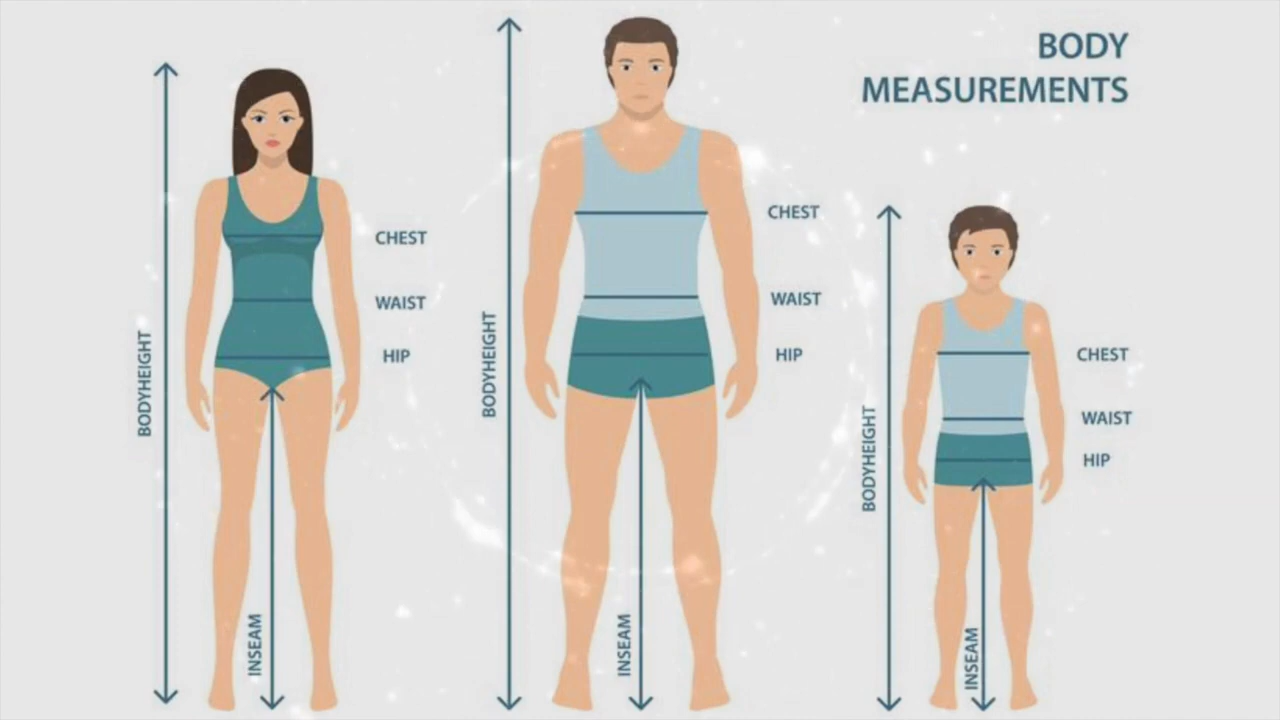 BODY
MEASUREMENTS
BODYHEIGHT
CHEST
WAIST
HIP
INSEAM
BODYHEIGHT
CHEST
WAIST
HIP
INSEAM
BODYHEIGHT
CHEST
WAIST
HIP
INSEAM